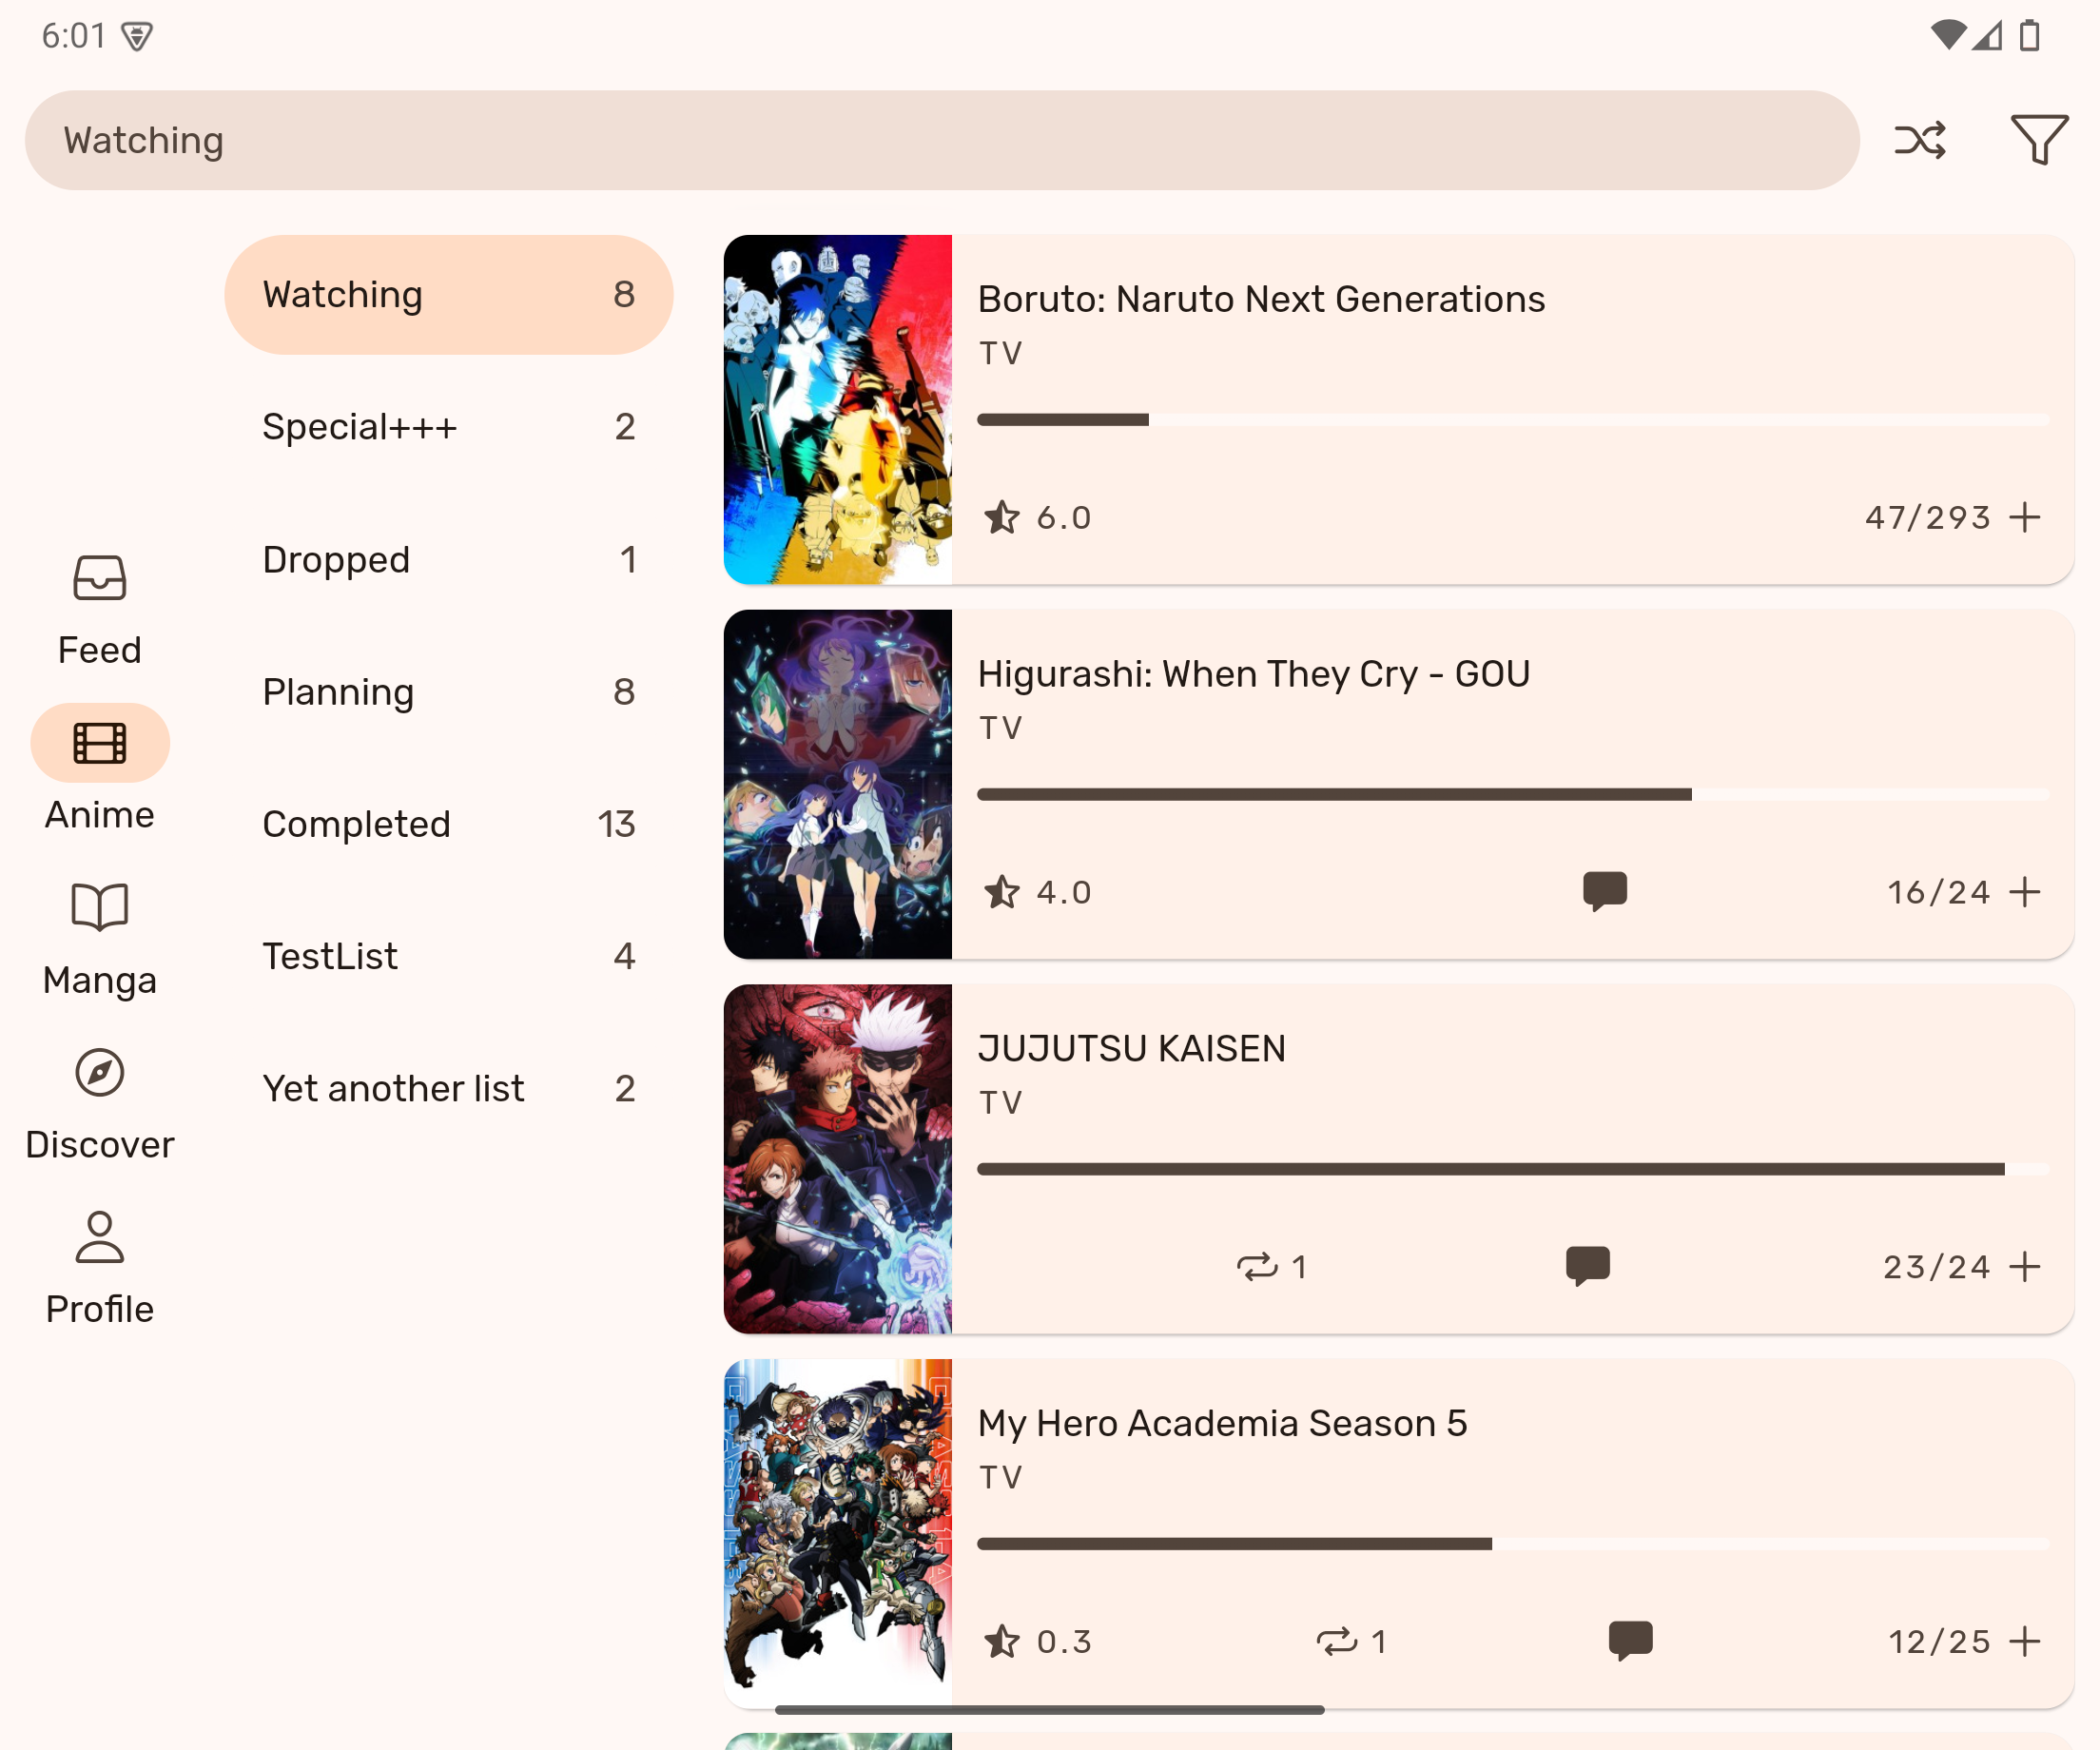 6:01
Watching
Watching 8
Special+++ 2
Dropped 1
Planning 8
Completed 13
TestList 4
Yet another list 2
Feed
Anime
Manga
Discover
Profile
Boruto: Naruto Next Generations
TV
6.0 47/293
Higurashi: When They Cry - GOU
TV
4.0 16/24
JUJUTSU KAISEN
TV
1 23/24
My Hero Academia Season 5
TV
0.3 1 12/25